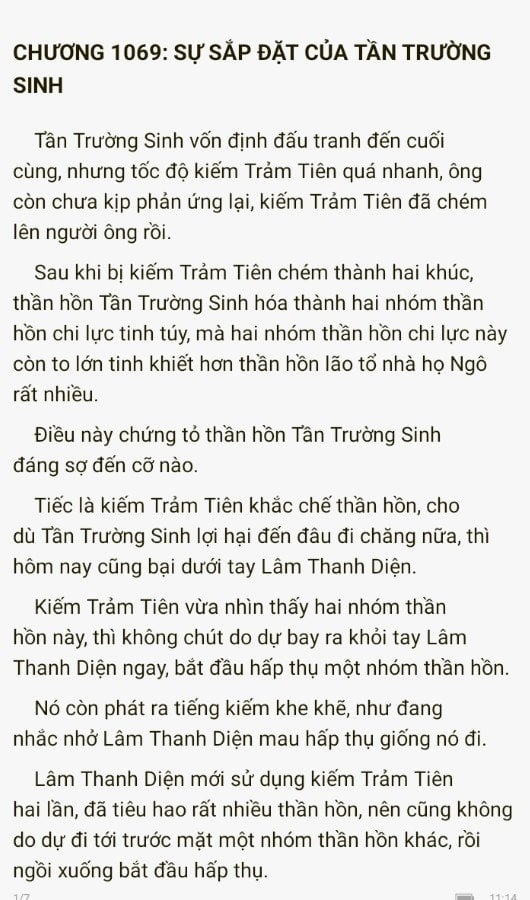 CHƯƠNG 1069: SỰ SẮP ĐẶT CỦA TẦN TRƯỜNG
SINH
Tần Trường Sinh vốn định đấu tranh đến cuối
cùng, nhưng tốc độ kiếm Trảm Tiên quá nhanh, ông
còn chưa kịp phản ứng lại, kiếm Trảm Tiên đã chém
lên người ông rồi.
Sau khi bị kiếm Trảm Tiên chém thành hai khúc,
thần hồn Tần Trường Sinh hóa thành hai nhóm thần
hồn chi lực tinh túy, mà hai nhóm thần hồn chi lực này
còn to lớn tinh khiết hơn thần hồn lão tổ nhà họ Ngô
rất nhiều.
Điều này chứng tỏ thần hồn Tần Trường Sinh
đáng sợ đến cỡ nào.
Tiếc là kiếm Trảm Tiên khắc chế thần hồn, cho
dù Tần Trường Sinh lợi hại đến đâu đi chăng nữa, thì
hôm nay cũng bại dưới tay Lâm Thanh Diện.
Kiếm Trảm Tiên vừa nhìn thấy hai nhóm thần
hồn này, thì không chút do dự bay ra khỏi tay Lâm
Thanh Diện ngay, bắt đầu hấp thụ một nhóm thần hồn.
Nó còn phát ra tiếng kiếm khe khẽ, như đang
nhắc nhở Lâm Thanh Diện mau hấp thụ giống nó đi.
Lâm Thanh Diện mới sử dụng kiếm Trảm Tiên
hai lần, đã tiêu hao rất nhiều thần hồn, nên cũng không
do dự đi tới trước mặt một nhóm thần hồn khác, rồi
ngồi xuống bắt đầu hấp thụ.
1/7
11:14